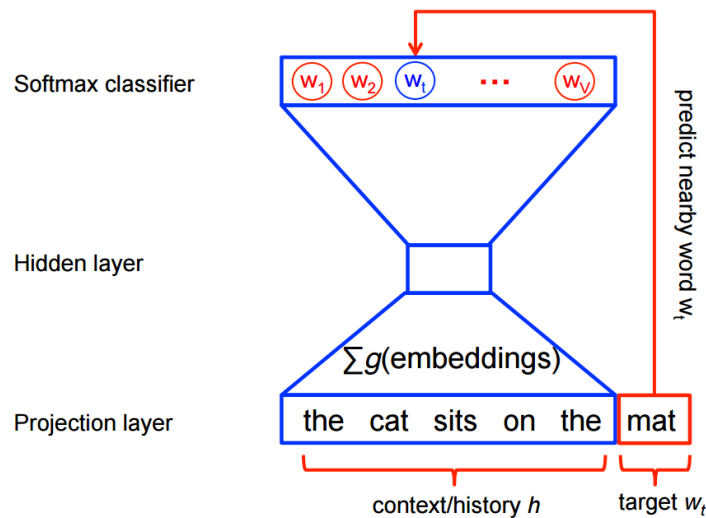 Softmax classifier
w1 w2 wt ... wV
predict nearby word wt
Hidden layer
∑g(embeddings)
Projection layer
the cat sits on the mat
context/history h
target wt